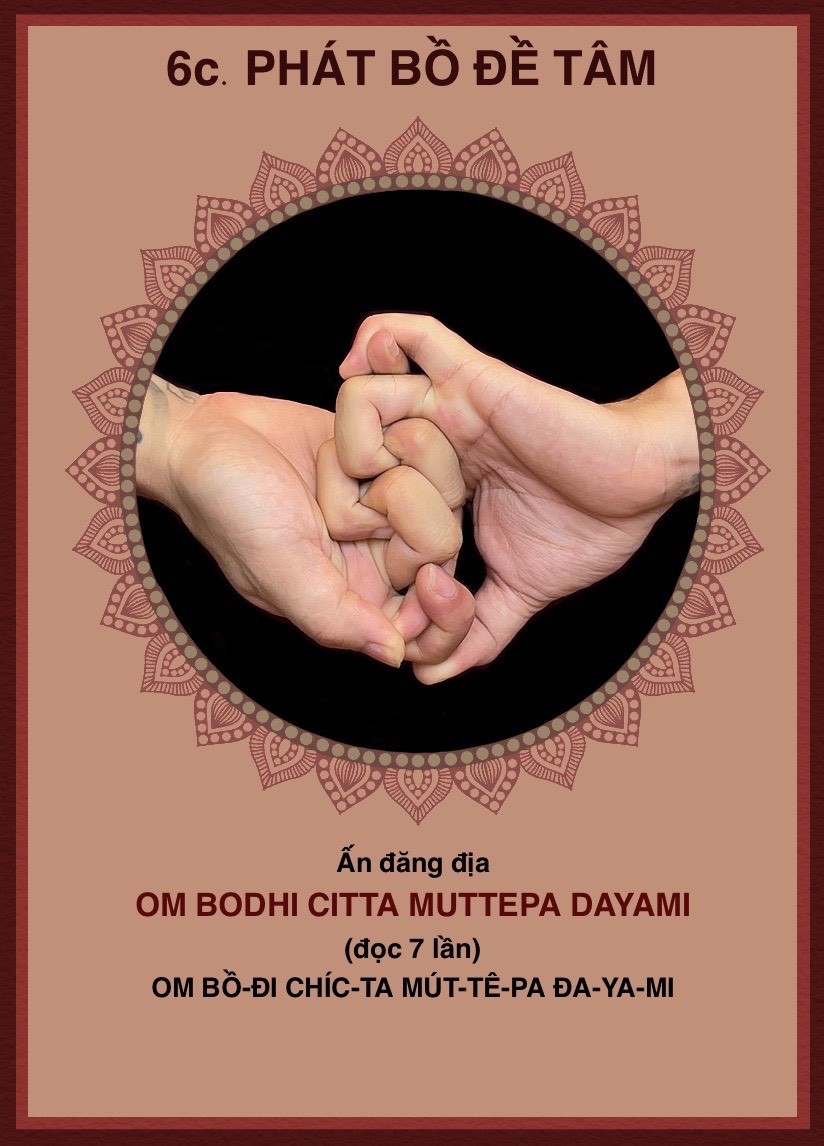 6c. PHÁT BỒ ĐỀ TÂM
Ấn đăng địa
OM BODHI CITTA MUTTEPA DAYAMI
(đọc 7 lần)
OM BỒ-ĐI CHÍC-TA MÚT-TÊ-PA ĐA-YA-MI